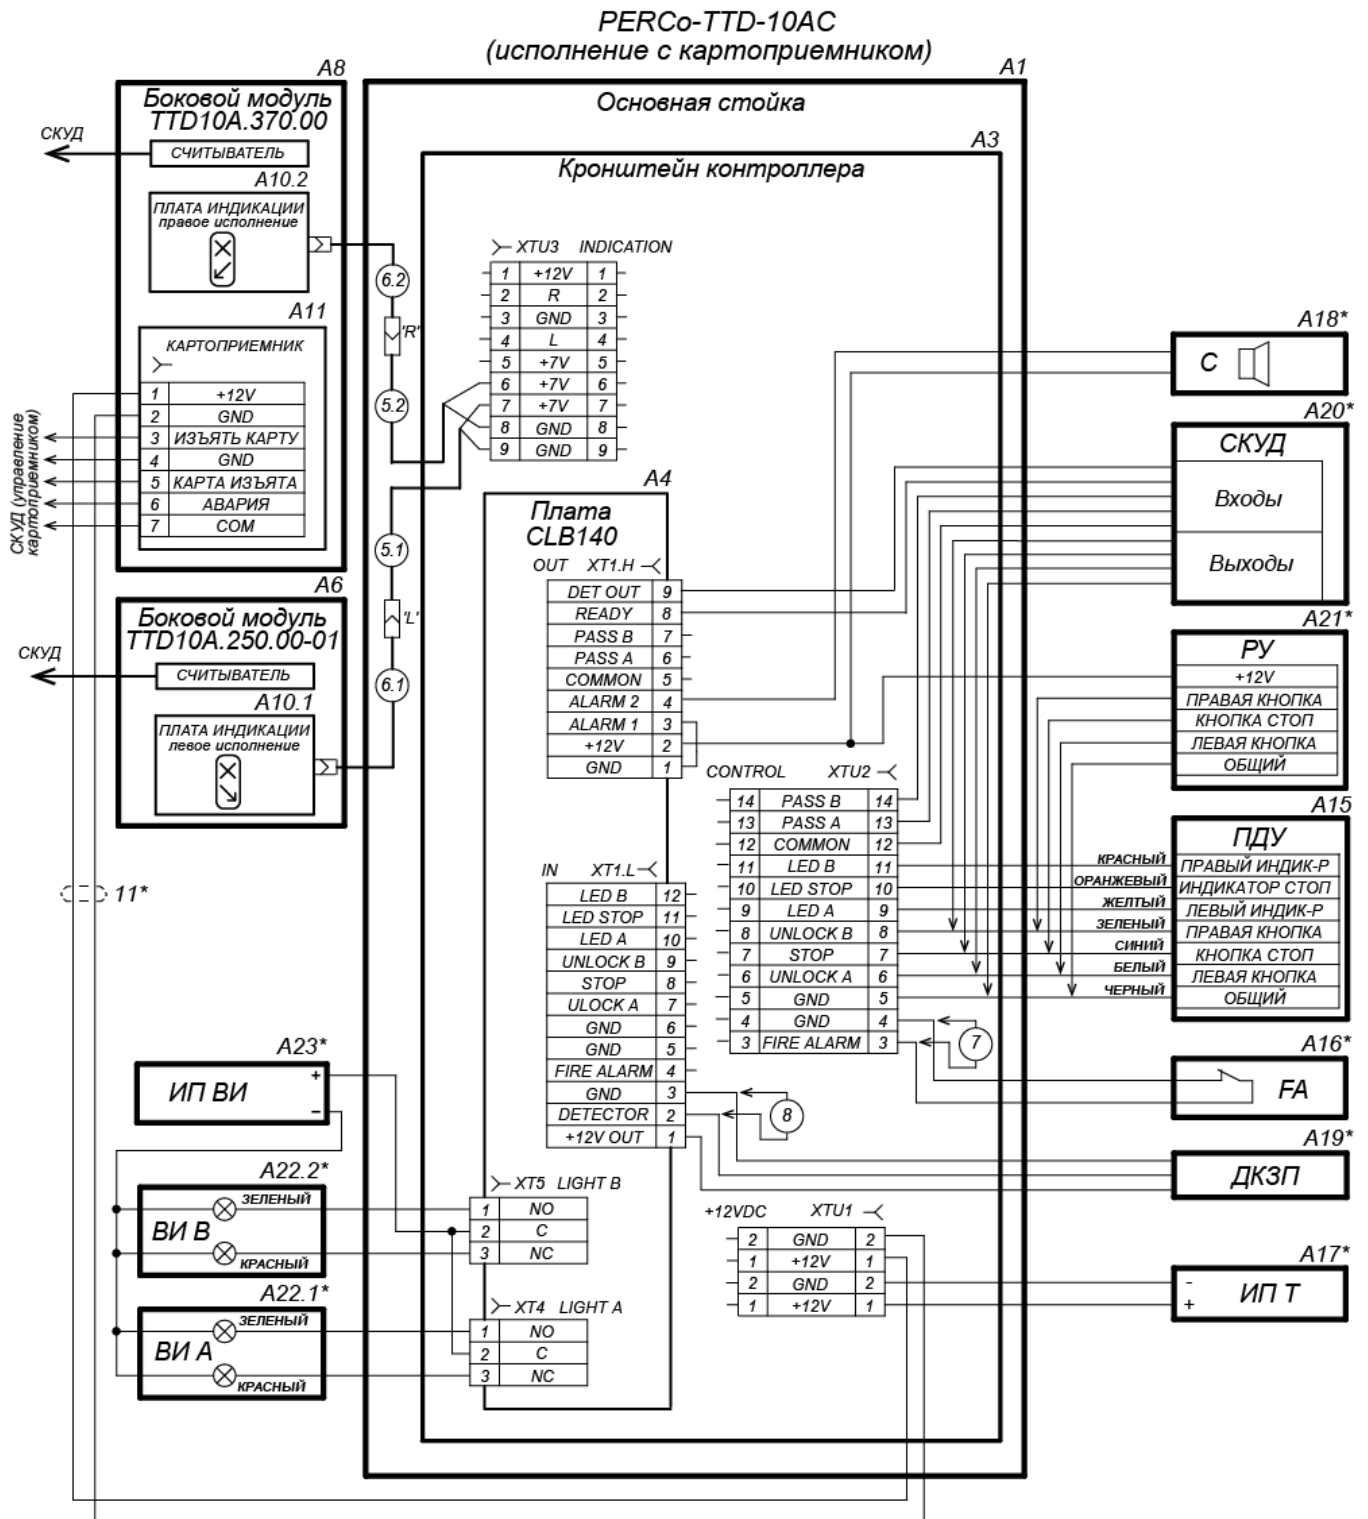 PERCo-TTD-10AC
(исполнение с картоприемником)
A8
Боковой модуль
TTD10A.370.00
СКУД
СЧИТЫВАТЕЛЬ
A10.2
ПЛАТА ИНДИКАЦИИ
правое исполнение
A11
КАРТОПРИЕМНИК
1 +12V
2 GND
3 ИЗЪЯТЬ КАРТУ
4 GND
5 КАРТА ИЗЪЯТА
6 АВАРИЯ
7 COM
СКУД (управление
картоприемником)
A6
Боковой модуль
TTD10A.250.00-01
СКУД
СЧИТЫВАТЕЛЬ
A10.1
ПЛАТА ИНДИКАЦИИ
левое исполнение
6.2
'R'
5.2
5.1
'L'
6.1
11*
A23*
ИП ВИ
+
−
A22.2*
ЗЕЛЕНЫЙ
ВИ B
КРАСНЫЙ
A22.1*
ЗЕЛЕНЫЙ
ВИ A
КРАСНЫЙ
A1
Основная стойка
A3
Кронштейн контроллера
XTU3 INDICATION
1 +12V 1
2 R 2
3 GND 3
4 L 4
5 +7V 5
6 +7V 6
7 +7V 7
8 GND 8
9 GND 9
A4
Плата
CLB140
OUT XT1.H
DET OUT 9
READY 8
PASS B 7
PASS A 6
COMMON 5
ALARM 2 4
ALARM 1 3
+12V 2
GND 1
IN XT1.L
LED B 12
LED STOP 11
LED A 10
UNLOCK B 9
STOP 8
ULOCK A 7
GND 6
GND 5
FIRE ALARM 4
GND 3
DETECTOR 2
+12V OUT 1
XT5 LIGHT B
1 NO
2 C
3 NC
XT4 LIGHT A
1 NO
2 C
3 NC
CONTROL XTU2
14 PASS B 14
13 PASS A 13
12 COMMON 12
11 LED B 11
10 LED STOP 10
9 LED A 9
8 UNLOCK B 8
7 STOP 7
6 UNLOCK A 6
5 GND 5
4 GND 4
3 FIRE ALARM 3
7
8
+12VDC XTU1
2 GND 2
1 +12V 1
2 GND 2
1 +12V 1
A18*
C
A20*
СКУД
Входы
Выходы
A21*
РУ
+12V
ПРАВАЯ КНОПКА
КНОПКА СТОП
ЛЕВАЯ КНОПКА
ОБЩИЙ
A15
ПДУ
КРАСНЫЙ ПРАВЫЙ ИНДИК-Р
ОРАНЖЕВЫЙ ИНДИКАТОР СТОП
ЖЕЛТЫЙ ЛЕВЫЙ ИНДИК-Р
ЗЕЛЕНЫЙ ПРАВАЯ КНОПКА
СИНИЙ КНОПКА СТОП
БЕЛЫЙ ЛЕВАЯ КНОПКА
ЧЕРНЫЙ ОБЩИЙ
A16*
FA
A19*
ДКЗП
A17*
-
+
ИП Т